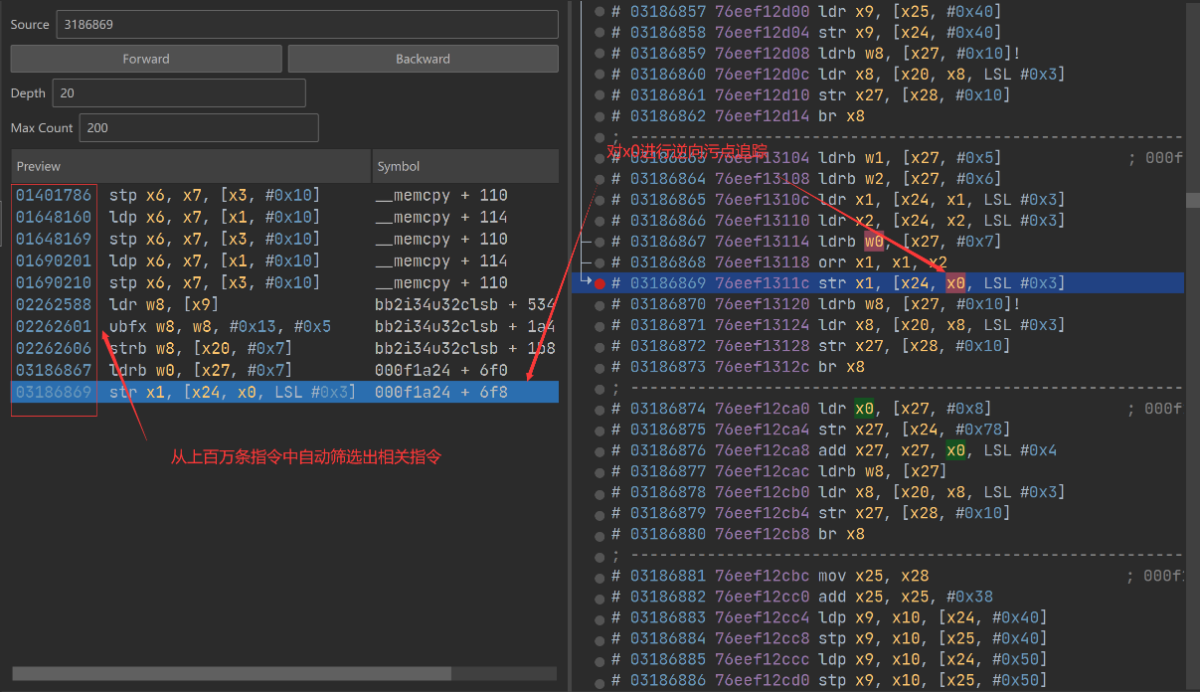 Source 3186869
Forward Backward
Depth 20
Max Count 200
Preview Symbol
01401786 stp x6, x7, [x3, #0x10] __memcpy + 110
01648160 ldp x6, x7, [x1, #0x10] __memcpy + 114
01648169 stp x6, x7, [x3, #0x10] __memcpy + 110
01690201 ldp x6, x7, [x1, #0x10] __memcpy + 114
01690210 stp x6, x7, [x3, #0x10] __memcpy + 110
02262588 ldr w8, [x9] bb2i34u32clsb + 534
02262601 ubfx w8, w8, #0x13, #0x5 bb2i34u32clsb + 1a4
02262606 strb w8, [x20, #0x7] bb2i34u32clsb + 1b8
03186867 ldrb w0, [x27, #0x7] 000f1a24 + 6f0
03186869 str x1, [x24, x0, LSL #0x3] 000f1a24 + 6f8
从上百万条指令中自动筛选出相关指令
# 03186857 76eef12d00 ldr x9, [x25, #0x40]
# 03186858 76eef12d04 str x9, [x24, #0x40]
# 03186859 76eef12d08 ldrb w8, [x27, #0x10]!
# 03186860 76eef12d0c ldr x8, [x20, x8, LSL #0x3]
# 03186861 76eef12d10 str x27, [x28, #0x10]
# 03186862 76eef12d14 br x8
; ------------------------------------------------------
对x0进行逆向污点追踪
# 03186863 76eef13104 ldrb w1, [x27, #0x5] ; 000f
# 03186864 76eef13108 ldrb w2, [x27, #0x6]
# 03186865 76eef1310c ldr x1, [x24, x1, LSL #0x3]
# 03186866 76eef13110 ldr x2, [x24, x2, LSL #0x3]
# 03186867 76eef13114 ldrb w0, [x27, #0x7]
# 03186868 76eef13118 orr x1, x1, x2
# 03186869 76eef1311c str x1, [x24, x0, LSL #0x3]
# 03186870 76eef13120 ldrb w8, [x27, #0x10]!
# 03186871 76eef13124 ldr x8, [x20, x8, LSL #0x3]
# 03186872 76eef13128 str x27, [x28, #0x10]
# 03186873 76eef1312c br x8
; ------------------------------------------------------
# 03186874 76eef12ca0 ldr x0, [x27, #0x8] ; 000f
# 03186875 76eef12ca4 str x27, [x24, #0x78]
# 03186876 76eef12ca8 add x27, x27, x0, LSL #0x4
# 03186877 76eef12cac ldrb w8, [x27]
# 03186878 76eef12cb0 ldr x8, [x20, x8, LSL #0x3]
# 03186879 76eef12cb4 str x27, [x28, #0x10]
# 03186880 76eef12cb8 br x8
; ------------------------------------------------------
# 03186881 76eef12cbc mov x25, x28 ; 000f
# 03186882 76eef12cc0 add x25, x25, #0x38
# 03186883 76eef12cc4 ldp x9, x10, [x24, #0x40]
# 03186884 76eef12cc8 stp x9, x10, [x25, #0x40]
# 03186885 76eef12ccc ldp x9, x10, [x24, #0x50]
# 03186886 76eef12cd0 stp x9, x10, [x25, #0x50]